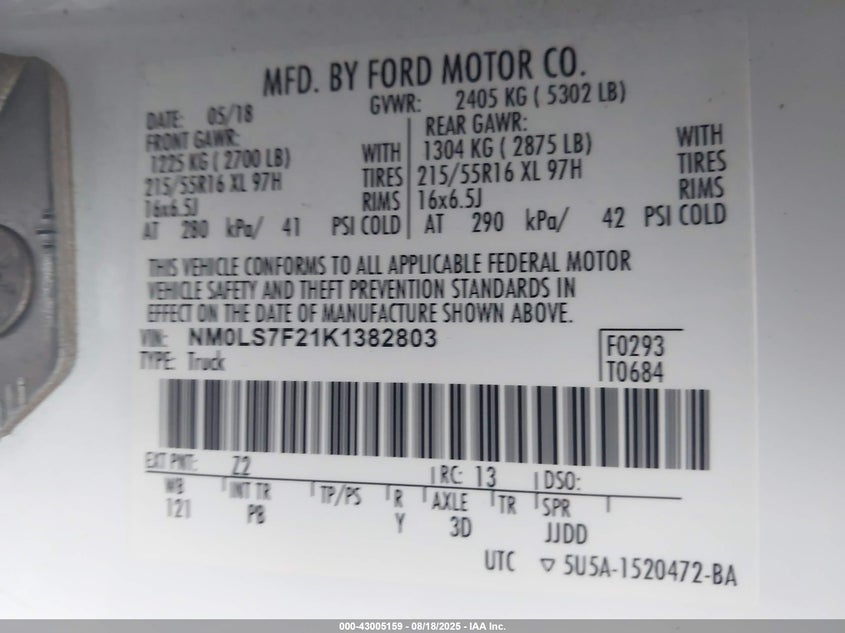 MFD. BY FORD MOTOR CO.
DATE: 05/18 GVWR: 2405 KG ( 5302 LB)
FRONT GAWR: REAR GAWR:
1225 KG ( 2700 LB) WITH 1304 KG ( 2875 LB) WITH
215/55R16 XL 97H TIRES 215/55R16 XL 97H TIRES
16x6.5J RIMS 16x6.5J RIMS
AT 280 kPa/ 41 PSI COLD AT 290 kPa/ 42 PSI COLD
THIS VEHICLE CONFORMS TO ALL APPLICABLE FEDERAL MOTOR
VEHICLE SAFETY AND THEFT PREVENTION STANDARDS IN
EFFECT ON THE DATE OF MANUFACTURE SHOWN ABOVE.
VIN: NM0LS7F21K1382803
TYPE: Truck
F0293
T0684
EXT PNT: Z2 RC: 13 DSO:
WB INT TR TP/PS R AXLE TR SPR
121 PB Y 3D JJDD
UTC ▽ 5U5A-1520472-BA
000-43005159 - 08/18/2025 - IAA Inc.